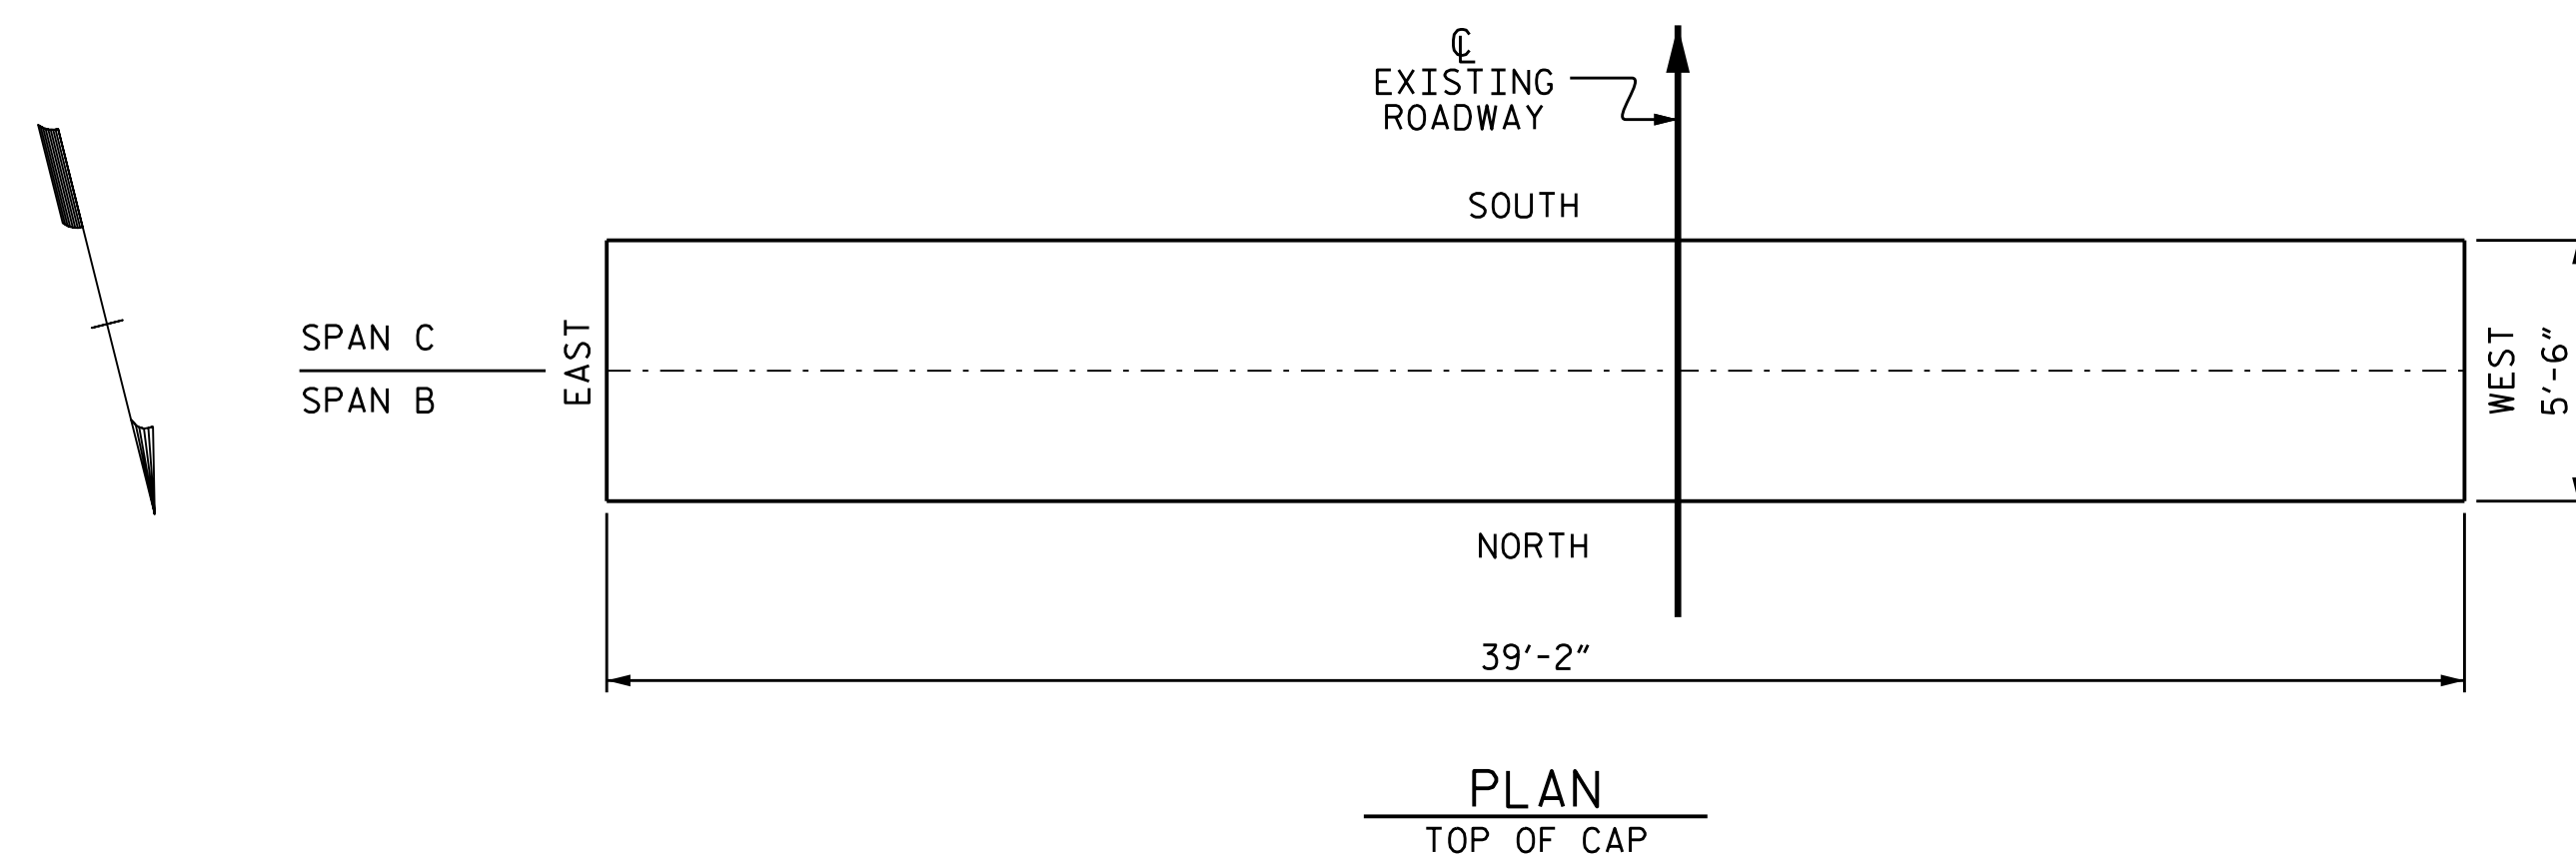 ℄
EXISTING
ROADWAY
SOUTH
SPAN C
SPAN B
EAST
WEST
5'-6"
NORTH
39'-2"
PLAN
TOP OF CAP